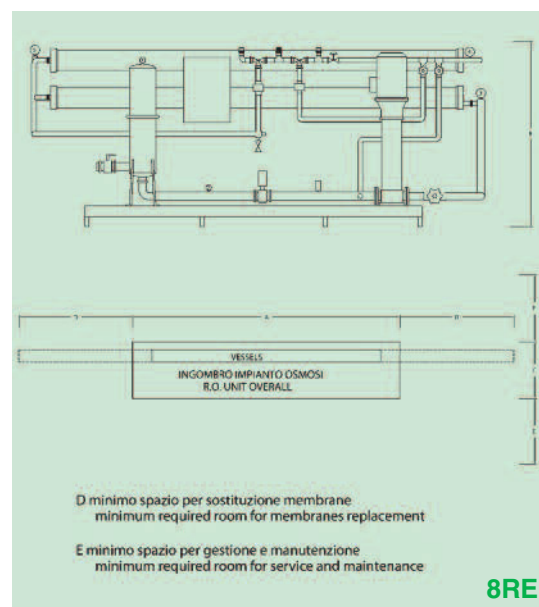 D A D
VESSELS
INGOMBRO IMPIANTO OSMOSI
R.O. UNIT OVERALL
D minimo spazio per sostituzione membrane
minimum required room for membranes replacement
E minimo spazio per gestione e manutenzione
minimum required room for service and maintenance
8RE